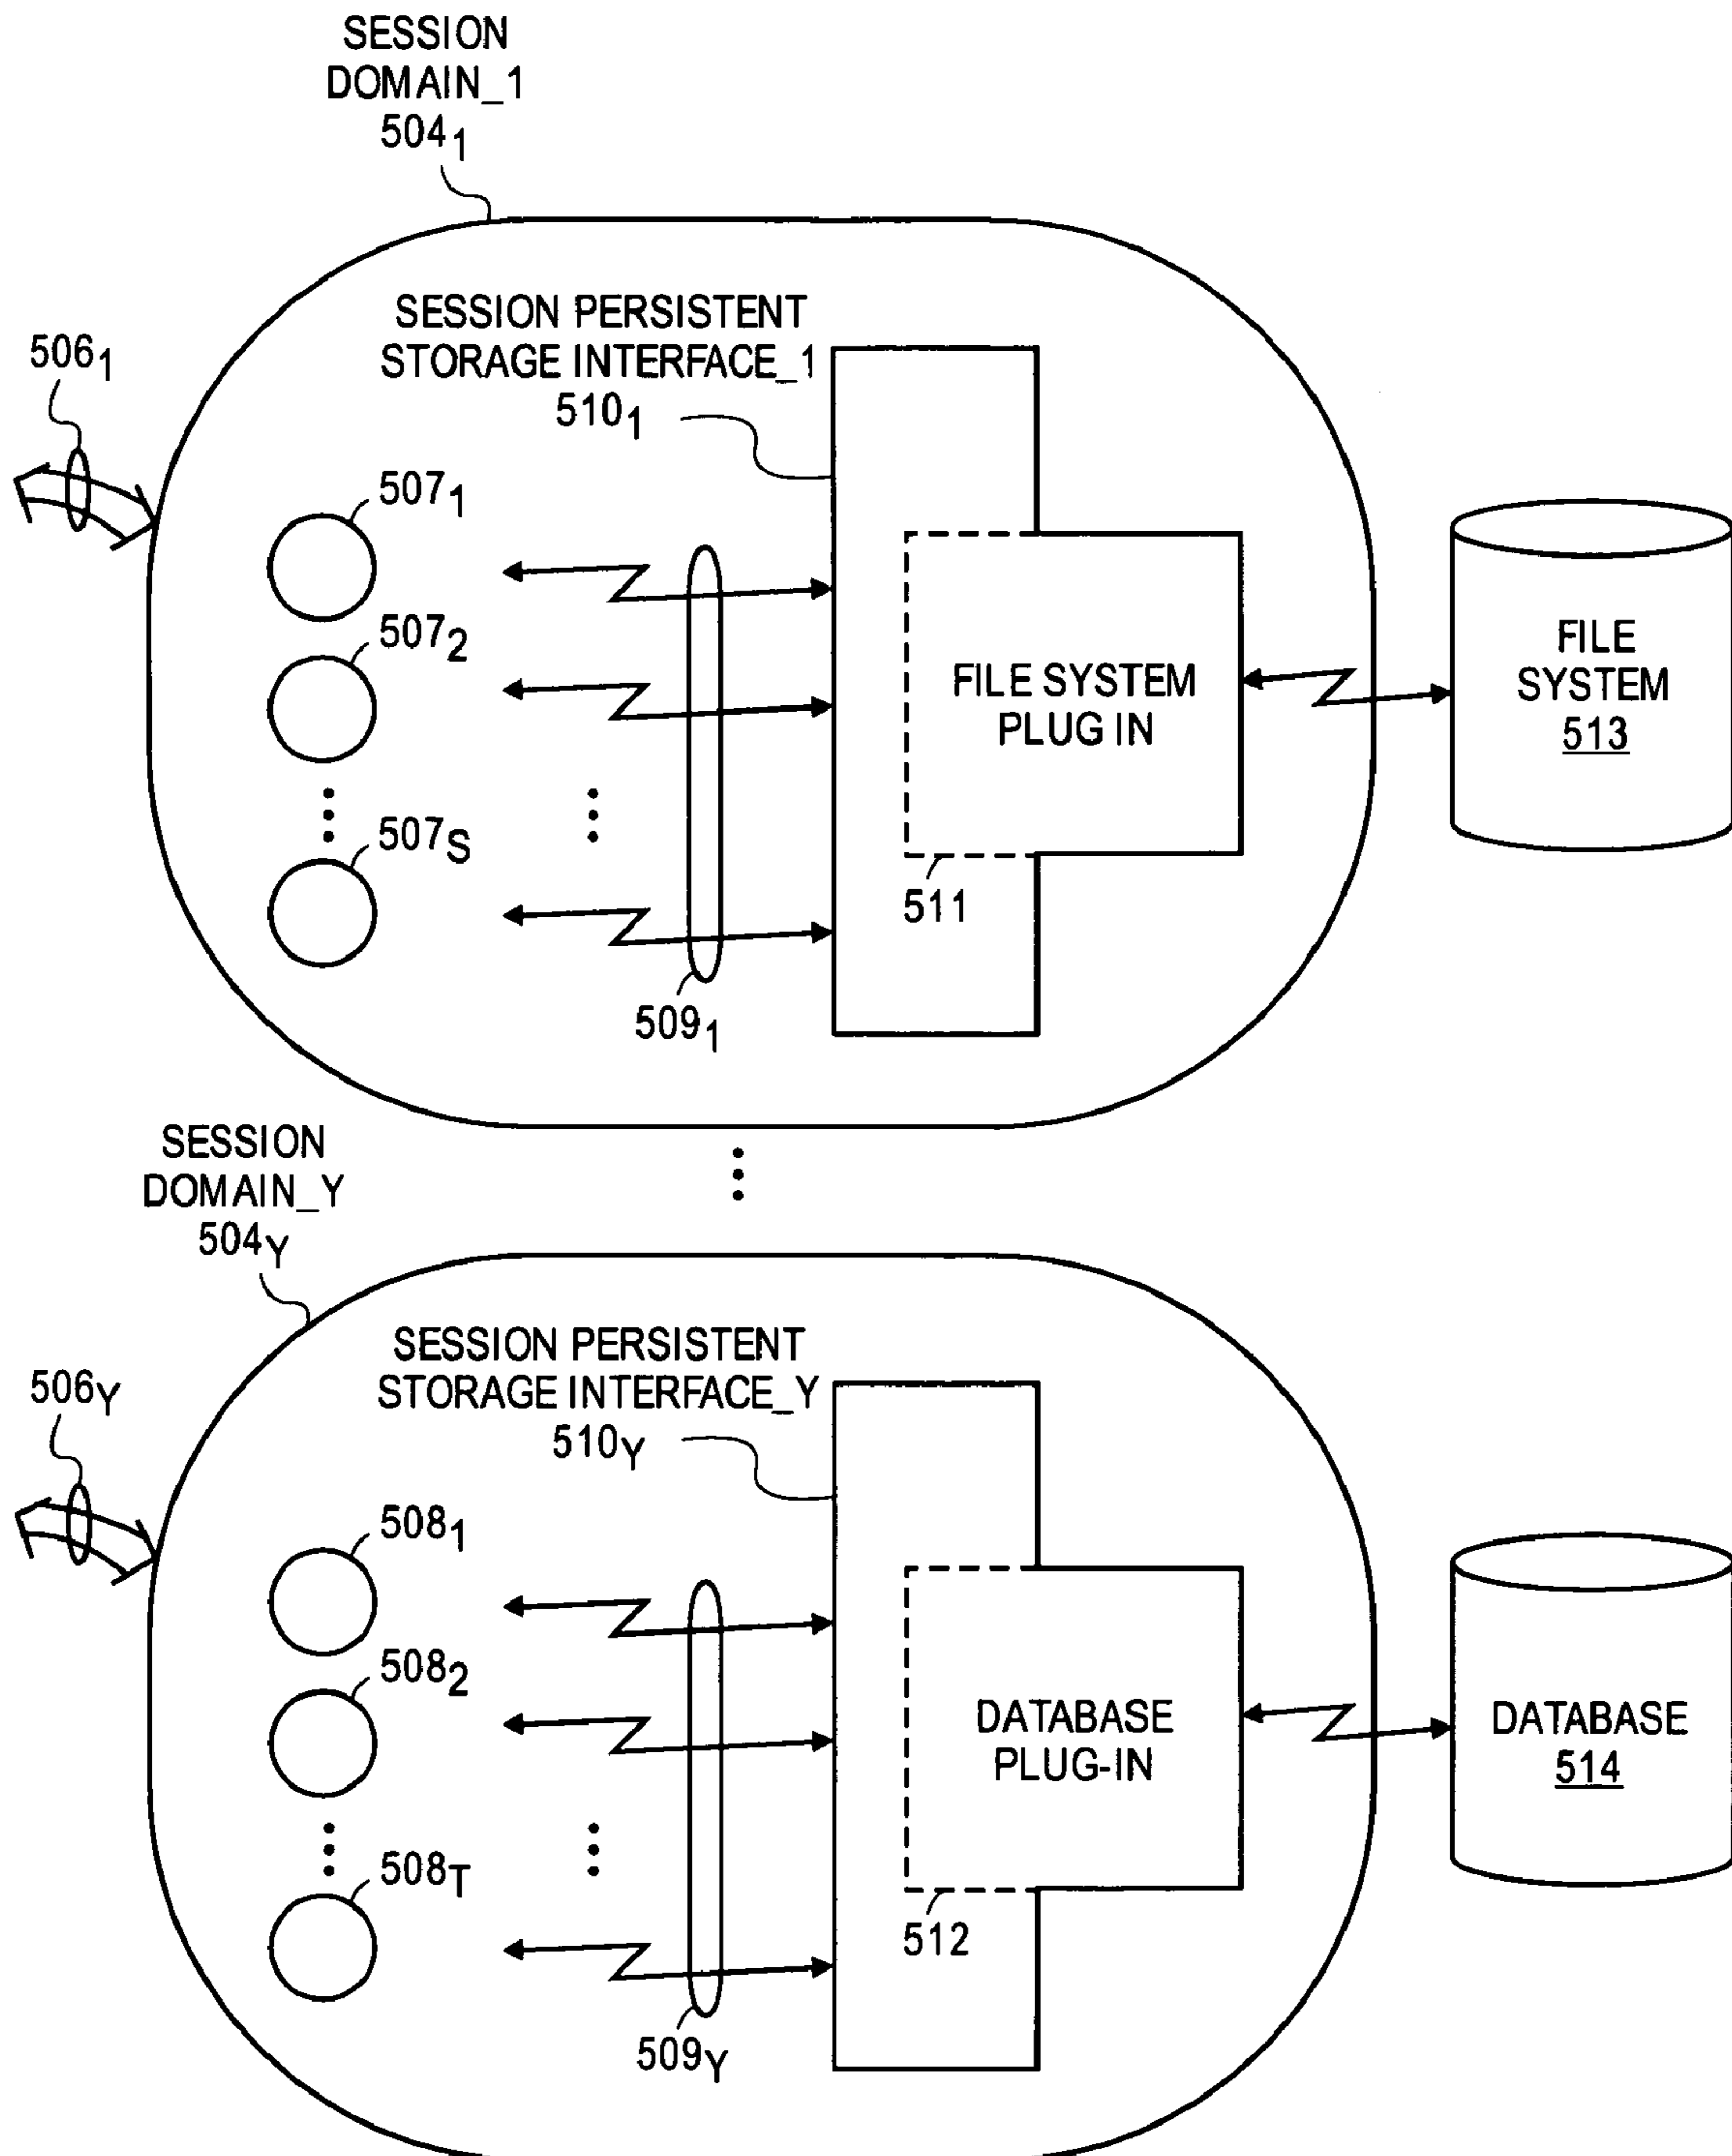 SESSION
DOMAIN_1
504₁
SESSION PERSISTENT
STORAGE INTERFACE_1
510₁
506₁
507₁
507₂
507S
FILE SYSTEM
PLUG IN
FILE
SYSTEM
513
511
509₁
SESSION
DOMAIN_Y
504Y
SESSION PERSISTENT
STORAGE INTERFACE_Y
510Y
506Y
508₁
508₂
508T
DATABASE
PLUG-IN
DATABASE
514
512
509Y